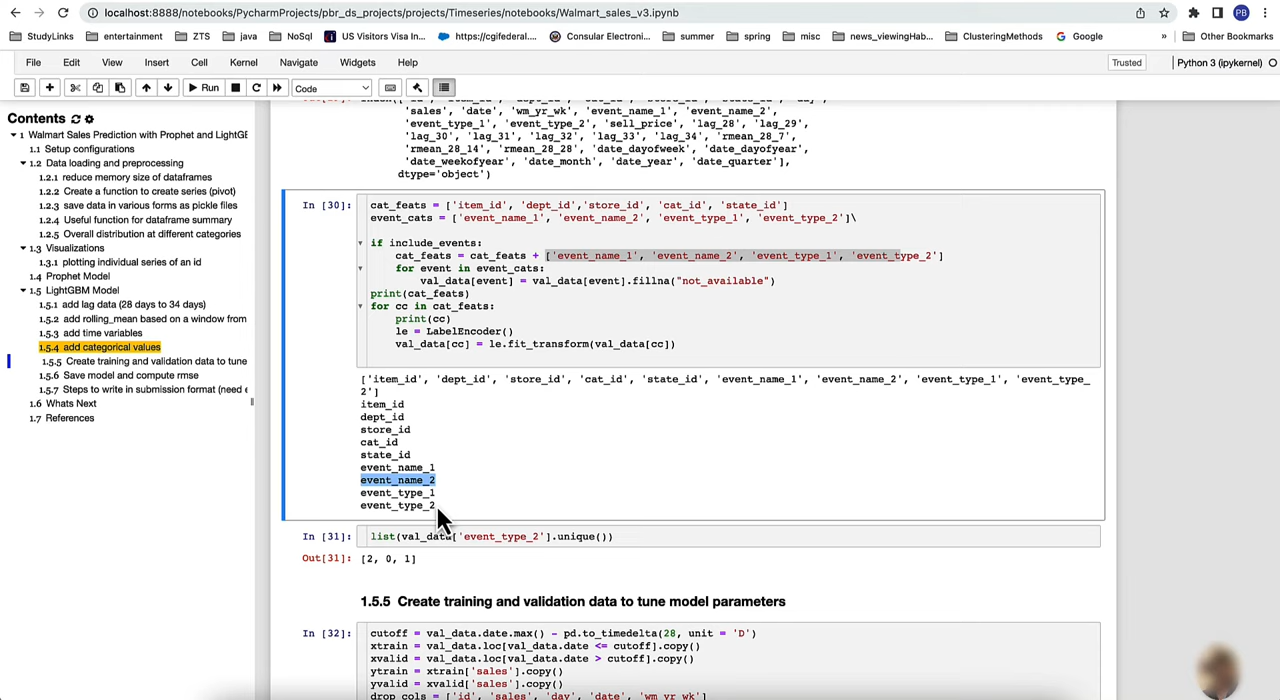 localhost:8888/notebooks/PycharmProjects/pbr_ds_projects/projects/Timeseries/notebooks/Walmart_sales_v3.ipynb
PB
StudyLinks entertainment ZTS java NoSql US Visitors Visa In... https://cgifederal.... Consular Electroni... summer spring misc news_viewingHab... ClusteringMethods Google » Other Bookmarks
File Edit View Insert Cell Kernel Navigate Widgets Help Trusted Python 3 (ipykernel)
Run Code
Contents
1 Walmart Sales Prediction with Prophet and LightGB
1.1 Setup configurations
1.2 Data loading and preprocessing
1.2.1 reduce memory size of dataframes
1.2.2 Create a function to create series (pivot)
1.2.3 save data in various forms as pickle files
1.2.4 Useful function for dataframe summary
1.2.5 Overall distribution at different categories
1.3 Visualizations
1.3.1 plotting individual series of an id
1.4 Prophet Model
1.5 LightGBM Model
1.5.1 add lag data (28 days to 34 days)
1.5.2 add rolling_mean based on a window from
1.5.3 add time variables
1.5.4 add categorical values
1.5.5 Create training and validation data to tune
1.5.6 Save model and compute rmse
1.5.7 Steps to write in submission format (need e
1.6 Whats Next
1.7 References
'sales', 'date', 'wm_yr_wk', 'event_name_1', 'event_name_2',
'event_type_1', 'event_type_2', 'sell_price', 'lag_28', 'lag_29',
'lag_30', 'lag_31', 'lag_32', 'lag_33', 'lag_34', 'rmean_28_7',
'rmean_28_14', 'rmean_28_28', 'date_dayofweek', 'date_dayofyear',
'date_weekofyear', 'date_month', 'date_year', 'date_quarter'],
dtype='object')
In [30]: cat_feats = ['item_id', 'dept_id','store_id', 'cat_id', 'state_id']
event_cats = ['event_name_1', 'event_name_2', 'event_type_1', 'event_type_2']\
if include_events:
cat_feats = cat_feats + ['event_name_1', 'event_name_2', 'event_type_1', 'event_type_2']
for event in event_cats:
val_data[event] = val_data[event].fillna("not_available")
print(cat_feats)
for cc in cat_feats:
print(cc)
le = LabelEncoder()
val_data[cc] = le.fit_transform(val_data[cc])
['item_id', 'dept_id', 'store_id', 'cat_id', 'state_id', 'event_name_1', 'event_name_2', 'event_type_1', 'event_type_
2']
item_id
dept_id
store_id
cat_id
state_id
event_name_1
event_name_2
event_type_1
event_type_2
In [31]: list(val_data['event_type_2'].unique())
Out[31]: [2, 0, 1]
1.5.5 Create training and validation data to tune model parameters
In [32]: cutoff = val_data.date.max() - pd.to_timedelta(28, unit = 'D')
xtrain = val_data.loc[val_data.date <= cutoff].copy()
xvalid = val_data.loc[val_data.date > cutoff].copy()
ytrain = xtrain['sales'].copy()
yvalid = xvalid['sales'].copy()
drop_cols = ['id', 'sales', 'day', 'date', 'wm_yr_wk']